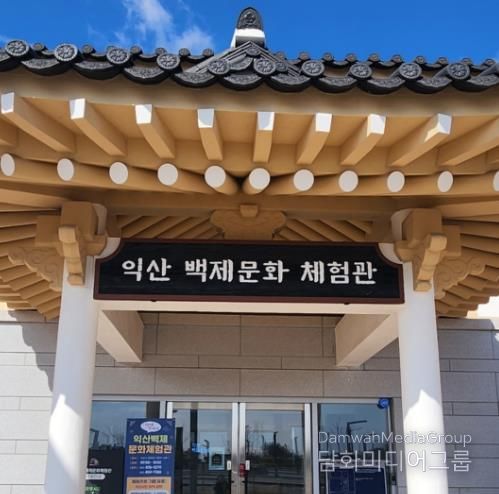 익산 백제문화 체험관
익산백제
문화체험관
DamwahMediaGroup
담화미디어그룹